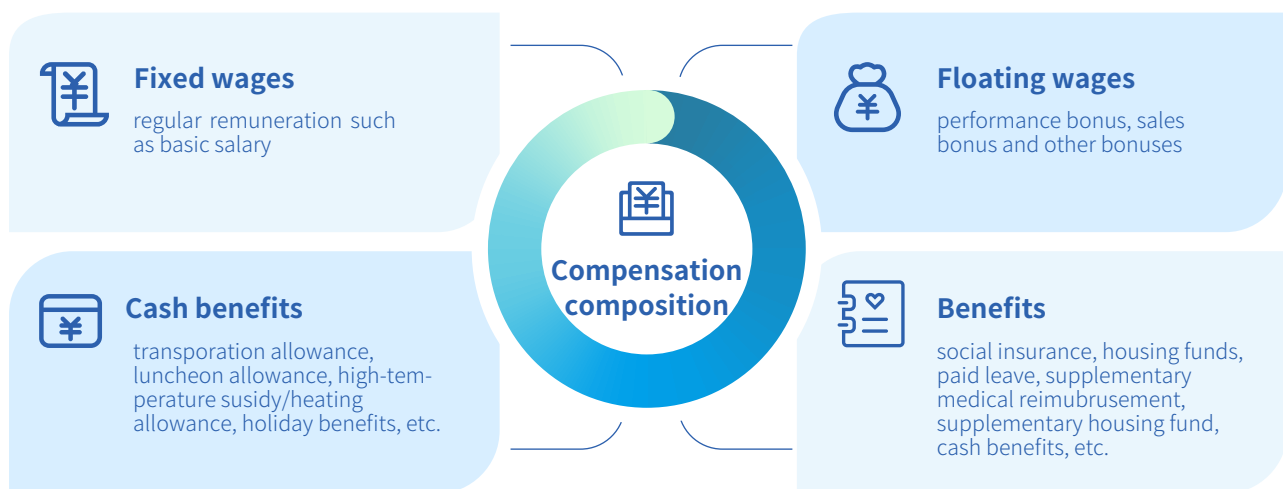 Fixed wages
regular remuneration such
as basic salary
Floating wages
performance bonus, sales
bonus and other bonuses
Compensation
composition
Cash benefits
transporation allowance,
luncheon allowance, high-tem-
perature susidy/heating
allowance, holiday benefits, etc.
Benefits
social insurance, housing funds,
paid leave, supplementary
medical reimubrusement,
supplementary housing fund,
cash benefits, etc.